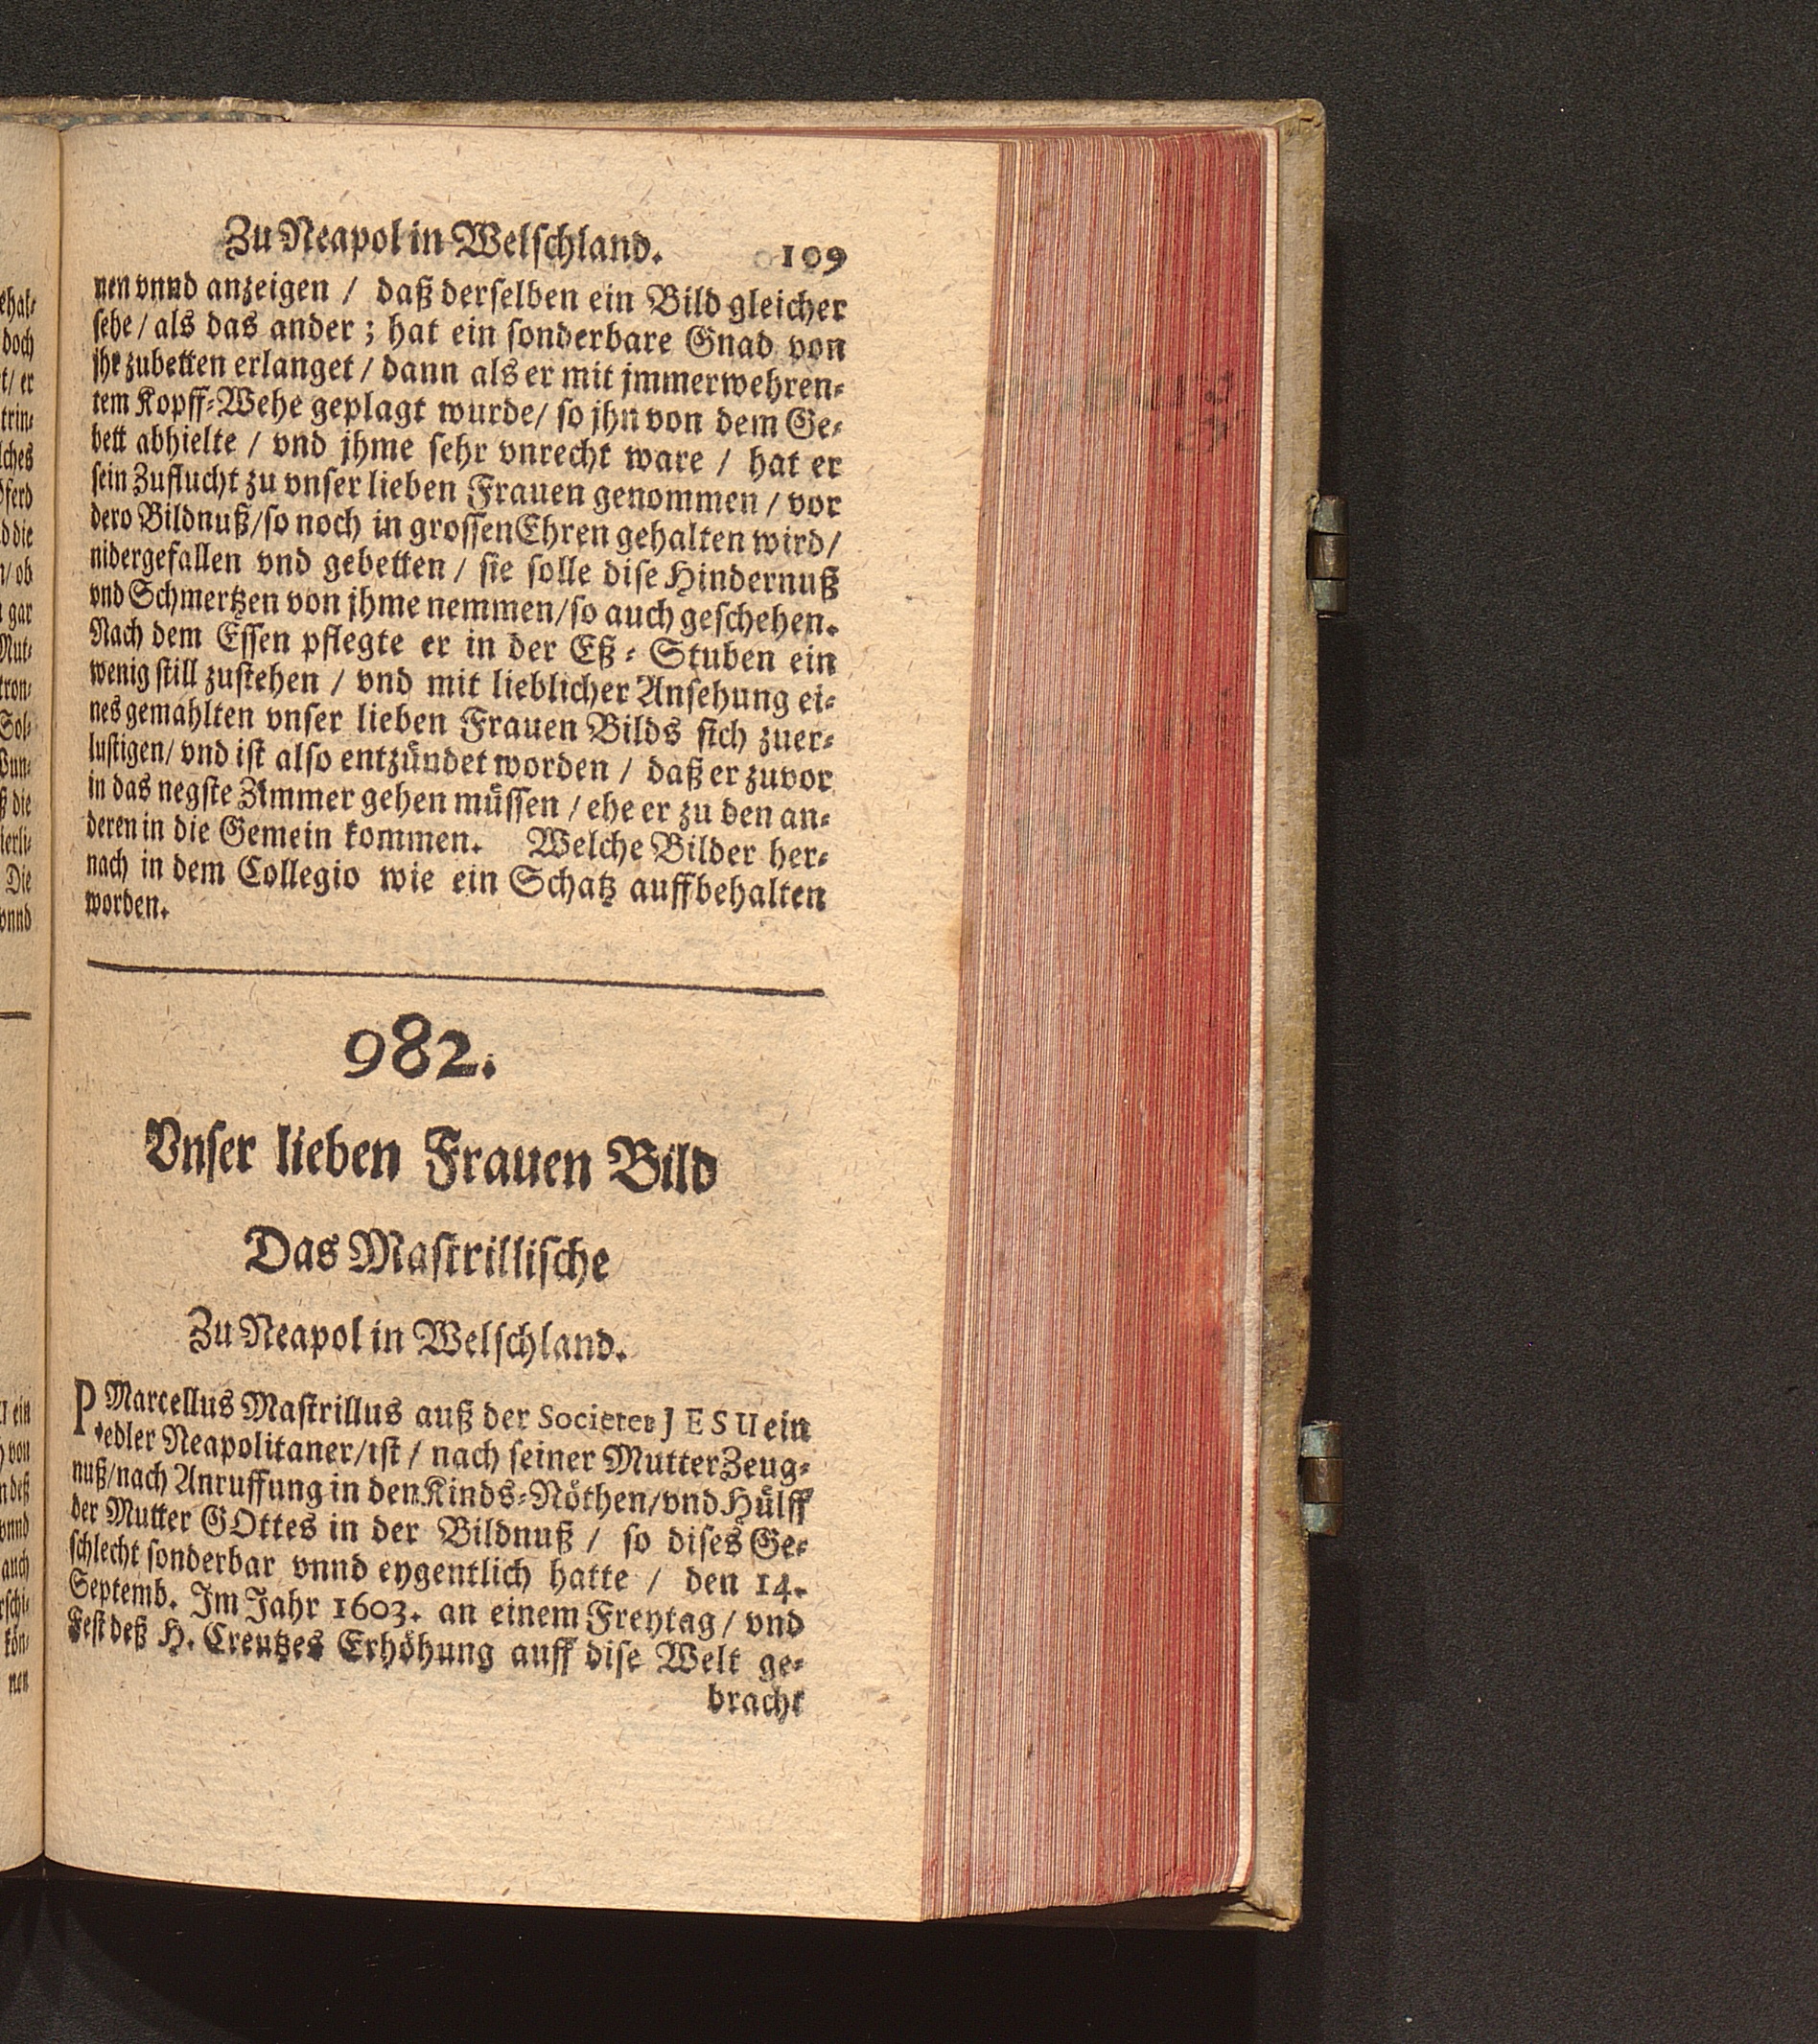 Zu Neapol in Welschland. 109
nen vnnd anzeigen / daß derselben ein Bild gleicher
sehe / als das ander ; hat ein sonderbare Gnad von
jhr zubetten erlanget / dann als er mit jmmerwehren-
tem Kopff-Wehe geplagt wurde / so jhn von dem Ge-
bett abhielte / vnd jhme sehr vnrecht ware / hat er
sein Zuflucht zu vnser lieben Frauen genommen / vor
dero Bildnuß / so noch in grossen Ehren gehalten wird /
nidergefallen vnd gebetten / sie solle dise Hindernuß
vnd Schmertzen von jhme nemmen / so auch geschehen.
Nach dem Essen pflegte er in der Eß-Stuben ein
wenig still zustehen / vnd mit lieblicher Ansehung ei-
nes gemahlten vnser lieben Frauen Bilds sich zuer-
lustigen / vnd ist also entzündet worden / daß er zuvor
in das negste Zimmer gehen müssen / ehe er zu den an-
deren in die Gemein kommen. Welche Bilder her-
nach in dem Collegio wie ein Schatz auffbehalten
worden.
982.
Vnser lieben Frauen Bild
Das Mastrillische
Zu Neapol in Welschland.
P. Marcellus Mastrillus auß der Societet JESU ein
edler Neapolitaner / ist / nach seiner Mutter Zeug-
nuß / nach Anruffung in den Kinds-Nöthen / vnd Hülff
der Mutter GOttes in der Bildnuß / so dises Ge-
schlecht sonderbar vnnd eygentlich hatte / den 14.
Septemb. Im Jahr 1603. an einem Freytag / vnd
Fest deß H. Creutzes Erhöhung auff dise Welt ge-
bracht